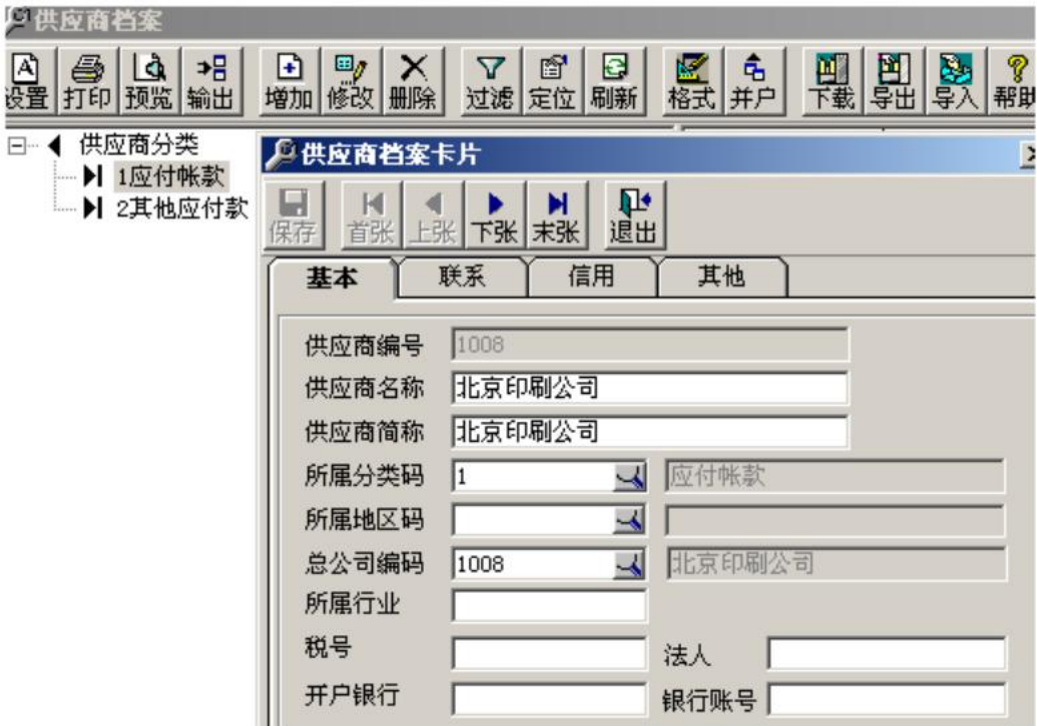 供应商档案
设置 打印 预览 输出 增加 修改 删除 过滤 定位 刷新 格式 并户 下载 导出 导入 帮助
供应商分类
1应付帐款
2其他应付款
供应商档案卡片
保存 首张 上张 下张 末张 退出
基本 联系 信用 其他
供应商编号 1008
供应商名称 北京印刷公司
供应商简称 北京印刷公司
所属分类码 1 应付帐款
所属地区码
总公司编码 1008 北京印刷公司
所属行业
税号 法人
开户银行 银行账号